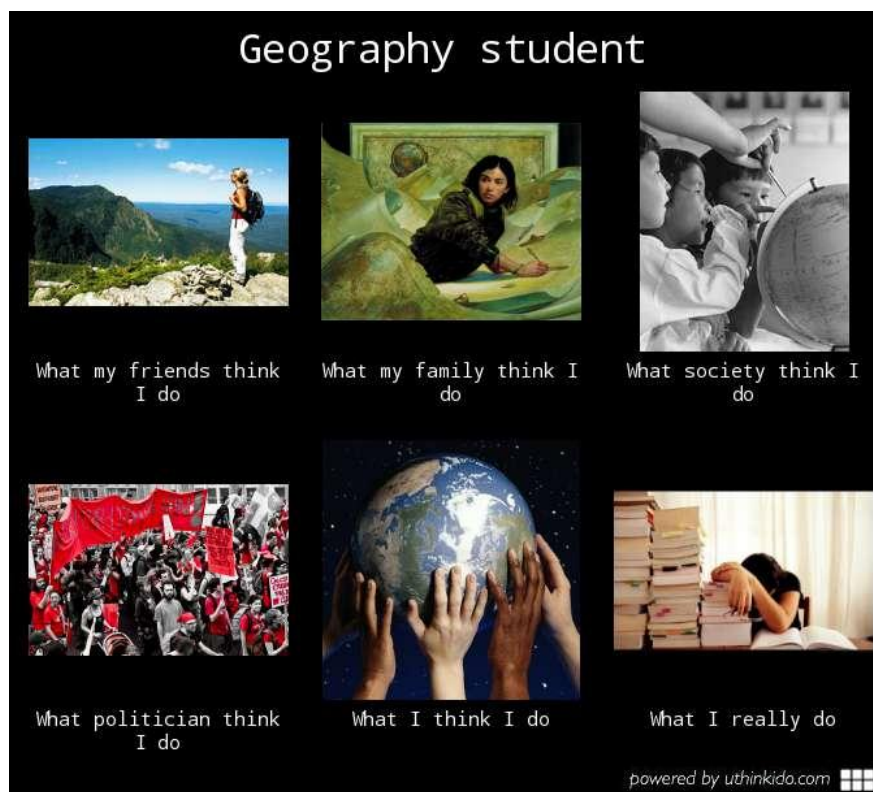 Geography student
What my friends think
I do
What my family think I
do
What society think I
do
What politician think
I do
What I think I do
What I really do
powered by uthinkido.com